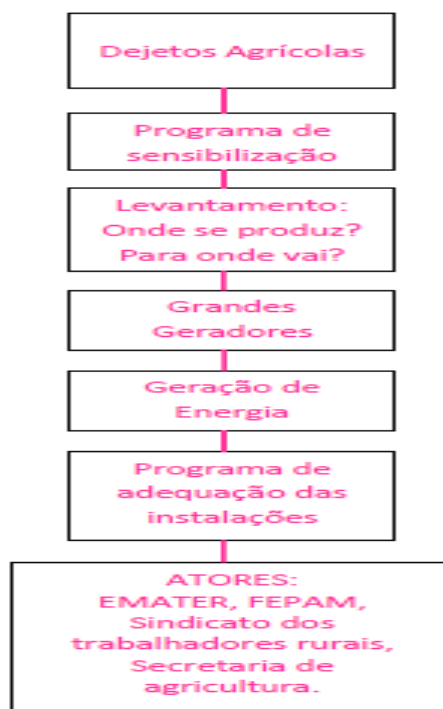 Dejetos Agrícolas
Programa de
sensibilização
Levantamento:
Onde se produz?
Para onde vai?
Grandes
Geradores
Geração de
Energia
Programa de
adequação das
instalações
ATORES:
EMATER, FEPAM,
Sindicato dos
trabalhadores rurais,
Secretaria de
agricultura.